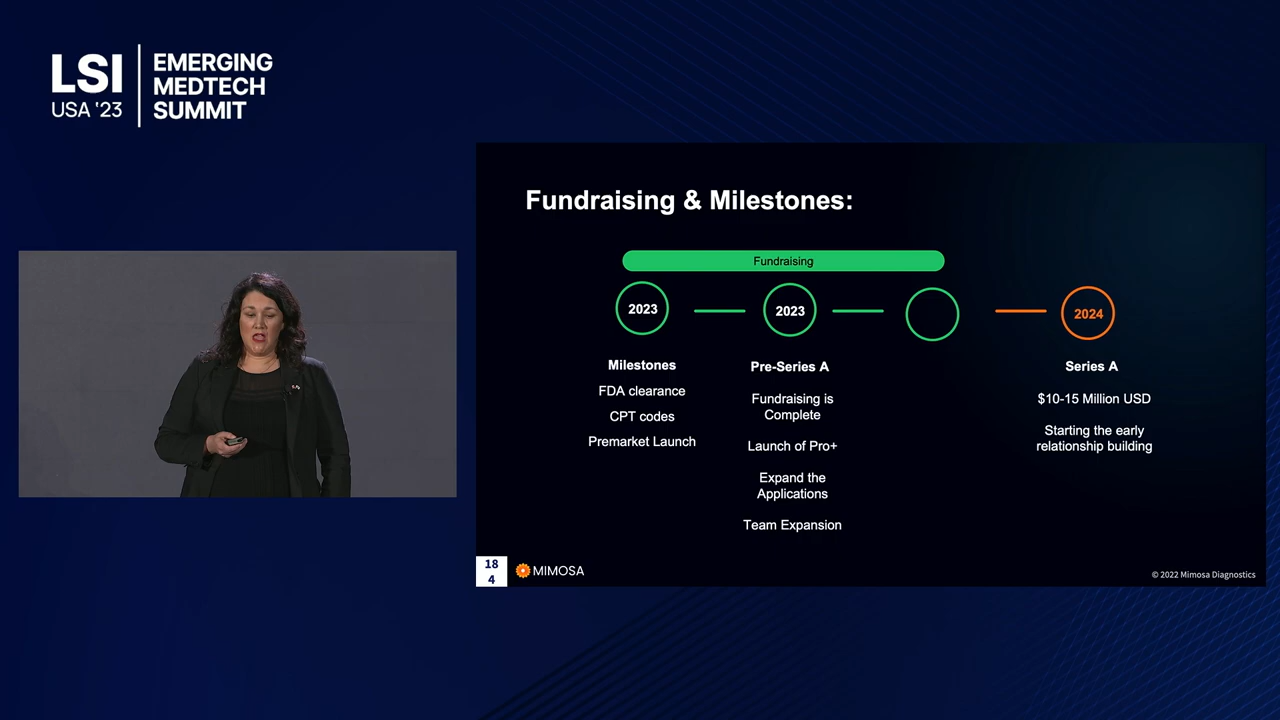 LSI
USA '23
EMERGING
MEDTECH
SUMMIT
Fundraising & Milestones:
Fundraising
2023
2023
2024
Milestones
FDA clearance
CPT codes
Premarket Launch
Pre-Series A
Fundraising is
Complete
Launch of Pro+
Expand the
Applications
Team Expansion
Series A
$10-15 Million USD
Starting the early
relationship building
18
4
MIMOSA
© 2022 Mimosa Diagnostics